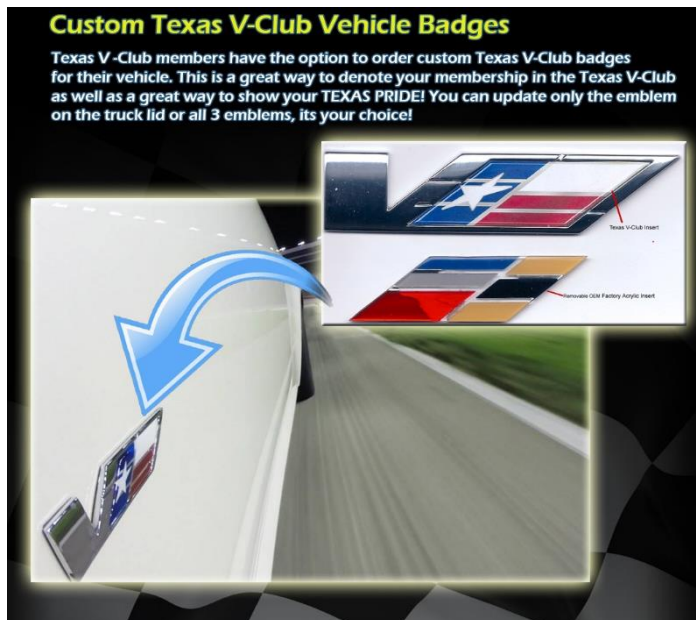 Custom Texas V-Club Vehicle Badges
Texas V -Club members have the option to order custom Texas V-Club badges
for their vehicle. This is a great way to denote your membership in the Texas V-Club
as well as a great way to show your TEXAS PRIDE! You can update only the emblem
on the truck lid or all 3 emblems, its your choice!
Texas V-Club Insert
Removable OEM Factory Acrylic Insert